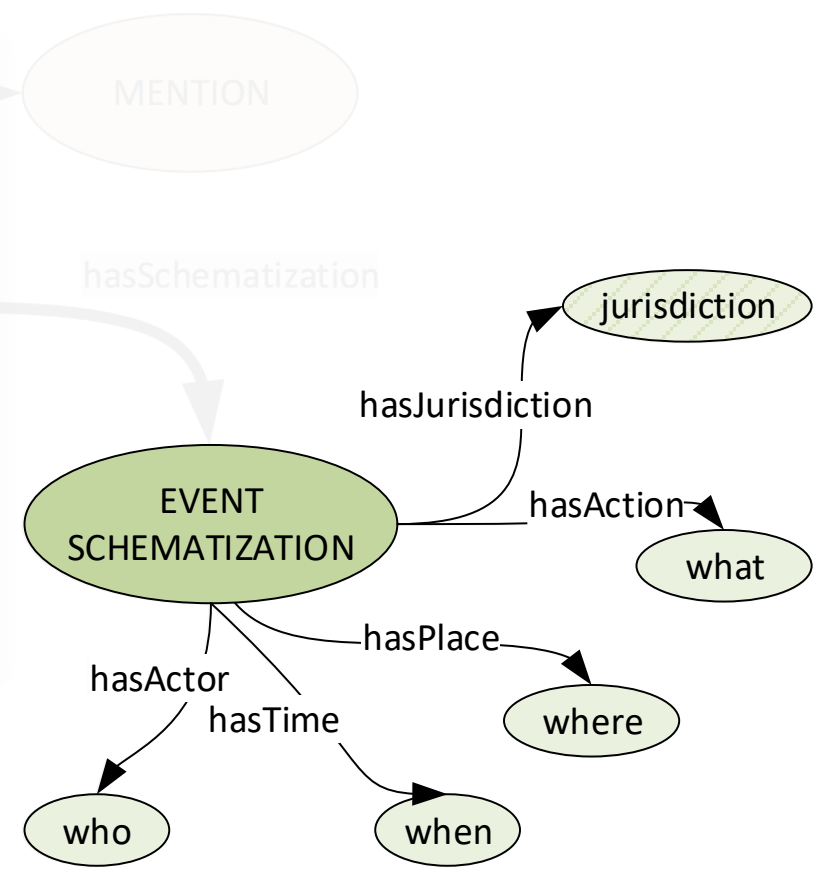 MENTION
hasSchematization
jurisdiction
hasJurisdiction
EVENT
SCHEMATIZATION
hasAction
what
hasPlace
hasActor
hasTime
where
who
when